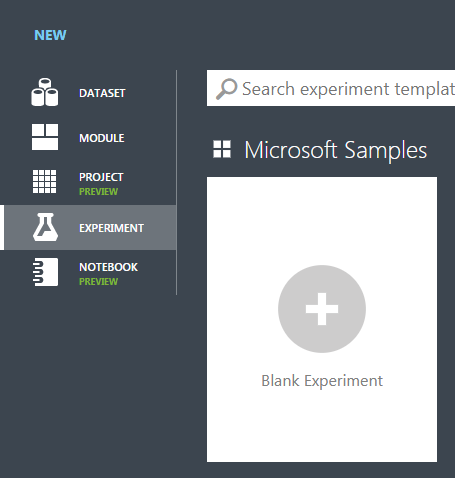 NEW
DATASET
MODULE
PROJECT
PREVIEW
EXPERIMENT
NOTEBOOK
PREVIEW
Search experiment templat
Microsoft Samples
Blank Experiment